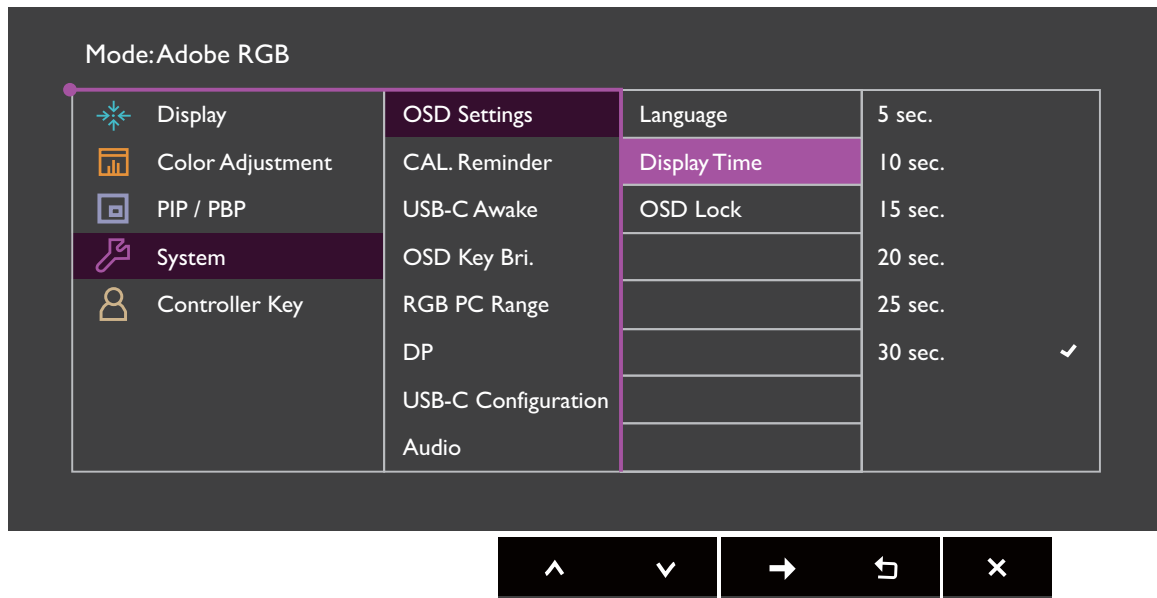 Mode: Adobe RGB
Display
Color Adjustment
PIP / PBP
System
Controller Key
OSD Settings
CAL. Reminder
USB-C Awake
OSD Key Bri.
RGB PC Range
DP
USB-C Configuration
Audio
Language
Display Time
OSD Lock
5 sec.
10 sec.
15 sec.
20 sec.
25 sec.
30 sec.